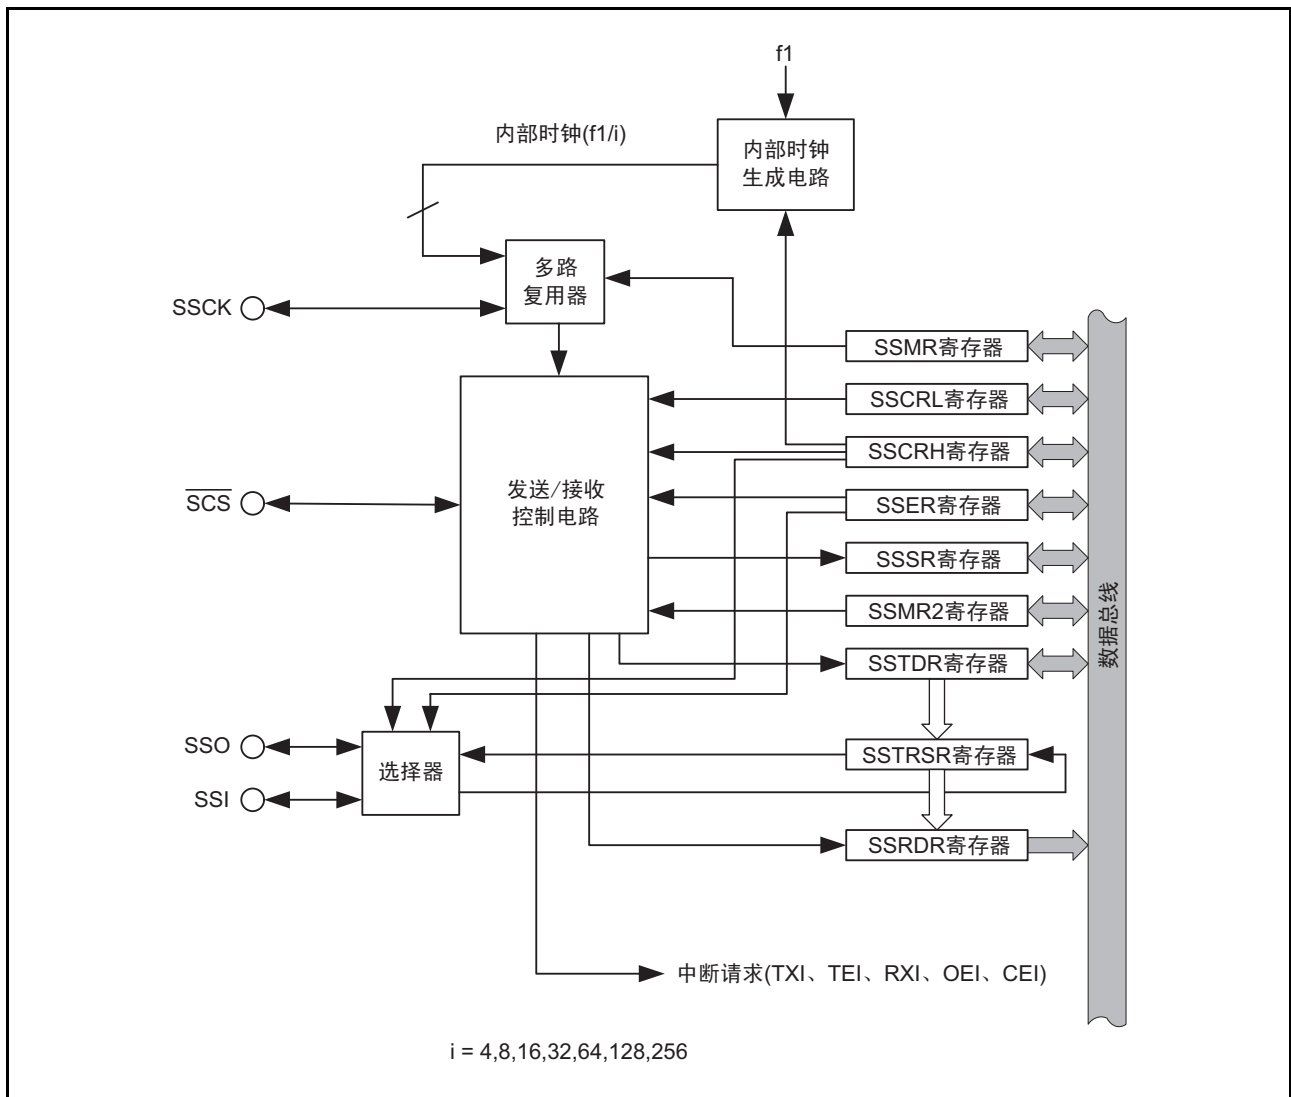 f1
内部时钟(f1/i)
内部时钟
生成电路
多路
复用器
SSCK
SSMR寄存器
SSCRL寄存器
SSCRH寄存器
SCS
发送/接收
控制电路
SSER寄存器
SSSR寄存器
SSMR2寄存器
数据总线
SSTDR寄存器
SSO
选择器
SSTRSR寄存器
SSI
SSRDR寄存器
中断请求(TXI、TEI、RXI、OEI、CEI)
i = 4,8,16,32,64,128,256